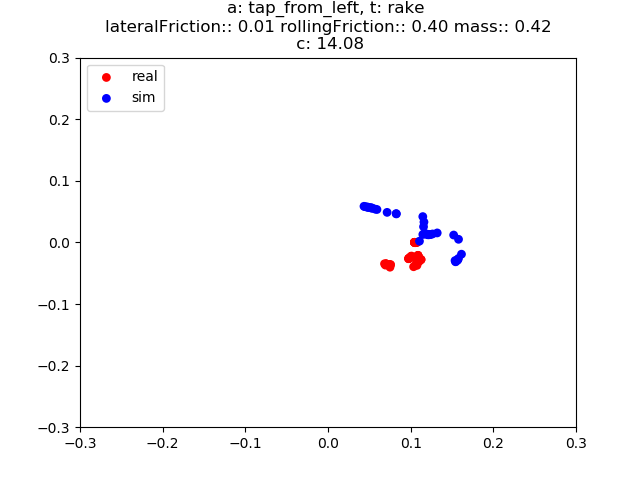 a: tap_from_left, t: rake
lateralFriction:: 0.01 rollingFriction:: 0.40 mass:: 0.42
c: 14.08
real
sim
0.3
0.2
0.1
0.0
−0.1
−0.2
−0.3
−0.3 −0.2 −0.1 0.0 0.1 0.2 0.3